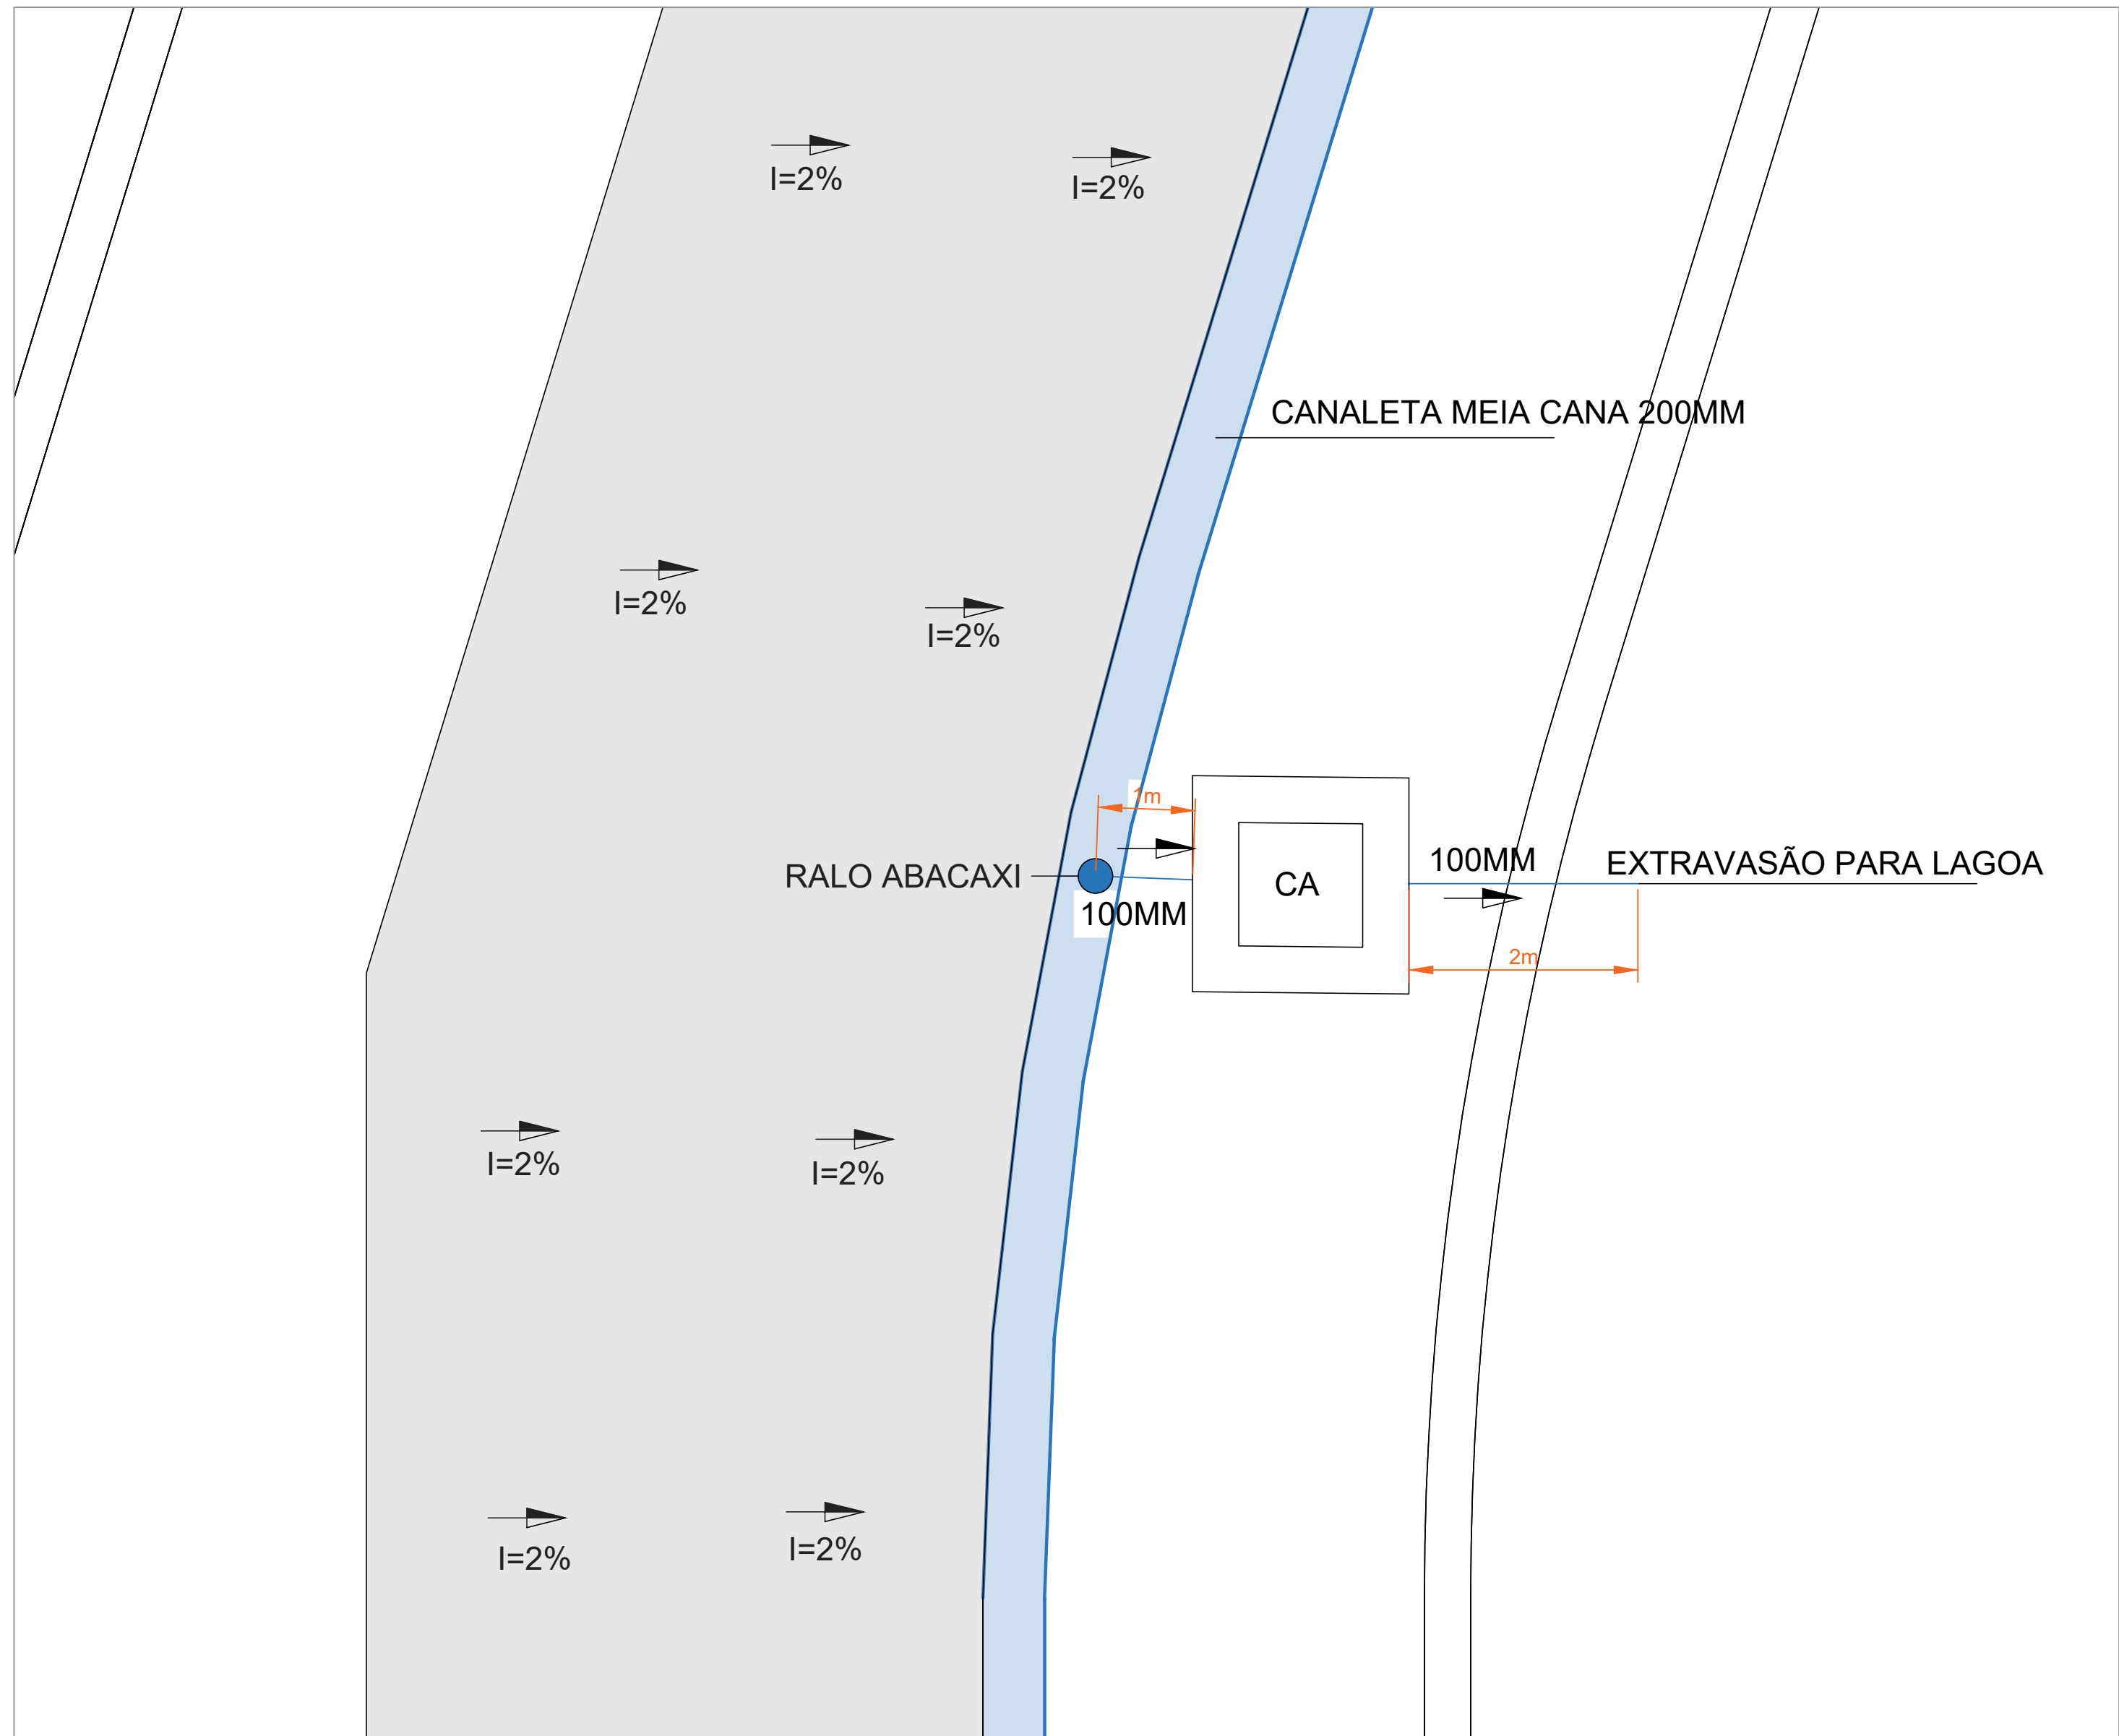 I=2%
I=2%
CANALETA MEIA CANA 200MM
I=2%
I=2%
1m
RALO ABACAXI
100MM
CA
100MM
EXTRAVASÃO PARA LAGOA
2m
I=2%
I=2%
I=2%
I=2%